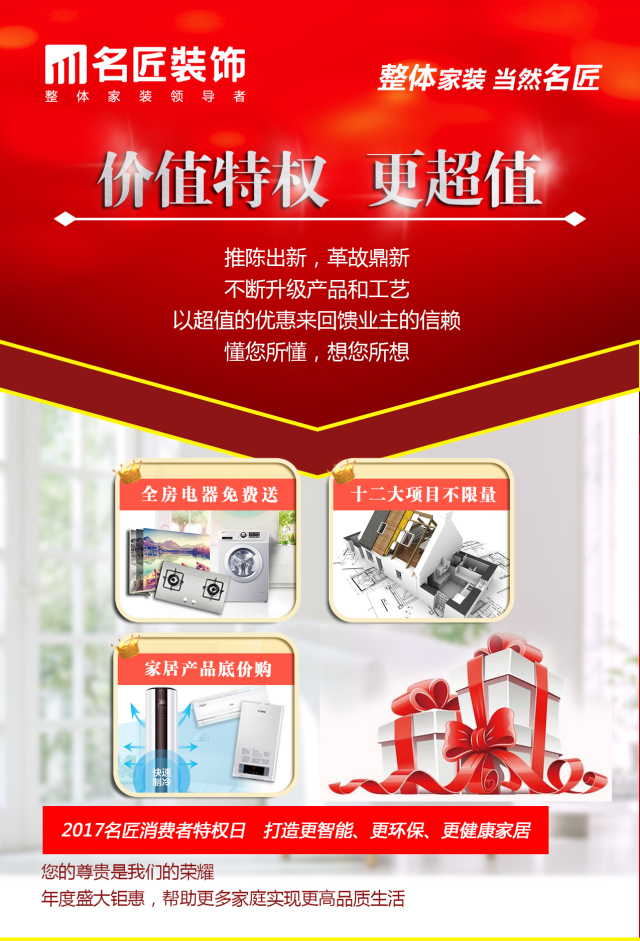 名匠装饰
整体家装领导者
整体家装 当然名匠
价值特权 更超值
推陈出新，革故鼎新
不断升级产品和工艺
以超值的优惠来回馈业主的信赖
懂您所懂，想您所想
全房电器免费送
十二大项目不限量
家居产品底价购
快速
制冷
2017名匠消费者特权日 打造更智能、更环保、更健康家居
您的尊贵是我们的荣耀
年度盛大钜惠，帮助更多家庭实现更高品质生活